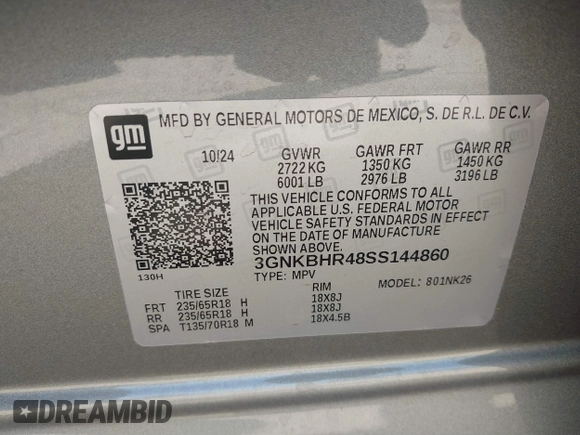 gm
MFD BY GENERAL MOTORS DE MEXICO, S. DE R.L. DE C.V.
10/24 GVWR GAWR FRT GAWR RR
2722 KG 1350 KG 1450 KG
6001 LB 2976 LB 3196 LB
THIS VEHICLE CONFORMS TO ALL
APPLICABLE U.S. FEDERAL MOTOR
VEHICLE SAFETY STANDARDS IN EFFECT
ON THE DATE OF MANUFACTURE
SHOWN ABOVE.
3GNKBHR48SS144860
130H TYPE: MPV MODEL: 801NK26
TIRE SIZE RIM
FRT 235/65R18 H 18X8J
RR 235/65R18 H 18X8J
SPA T135/70R18 M 18X4.5B
DREAMBID